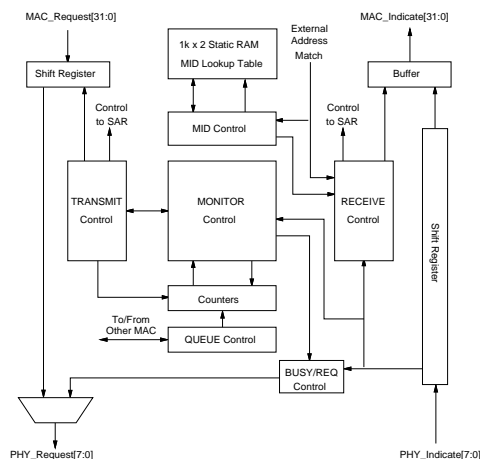 MAC_Request[31:0]
MAC_Indicate[31:0]
1k x 2 Static RAM
MID Lookup Table
External
Address
Match
Shift Register
Buffer
Control
to SAR
MID Control
Control
to SAR
TRANSMIT
Control
MONITOR
Control
RECEIVE
Control
Shift Register
Counters
To/From
Other MAC
QUEUE Control
BUSY/REQ
Control
PHY_Request[7:0]
PHY_Indicate[7:0]